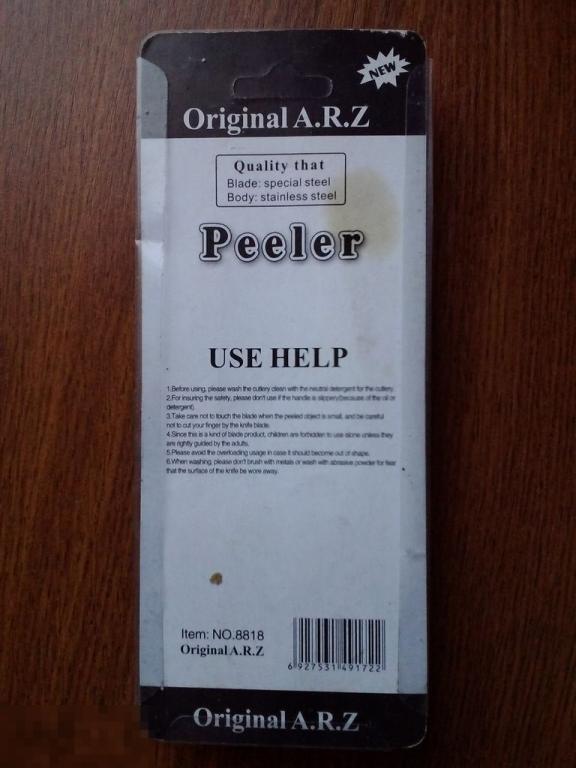 NEW
Original A.R.Z
Quality that
Blade: special steel
Body: stainless steel
Peeler
USE HELP
1.Before using, please wash the cutlery clean with the neutral detergent for the cutlery.
2.For insuring the safety, please don't use if the handle is slippery(because of the oil or
detergent).
3.Take care not to touch the blade when the peeled object is small, and be careful
not to cut your finger by the knife blade.
4.Since this is a kind of blade product, children are forbidden to use alone unless they
are rightly guided by the adults.
5.Please avoid the overloading usage in case it should become out of shape.
6.When washing, please don't brush with metals or wash with abrasive powder for fear
that the surface of the knife be wore away.
Item: NO.8818
Original A.R.Z
6 927531 491722
Original A.R.Z